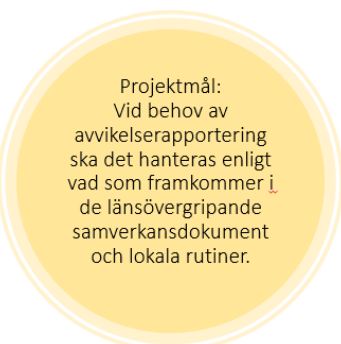 Projektmål:
Vid behov av
avvikelserapportering
ska det hanteras enligt
vad som framkommer i
de länsövergripande
samverkansdokument
och lokala rutiner.